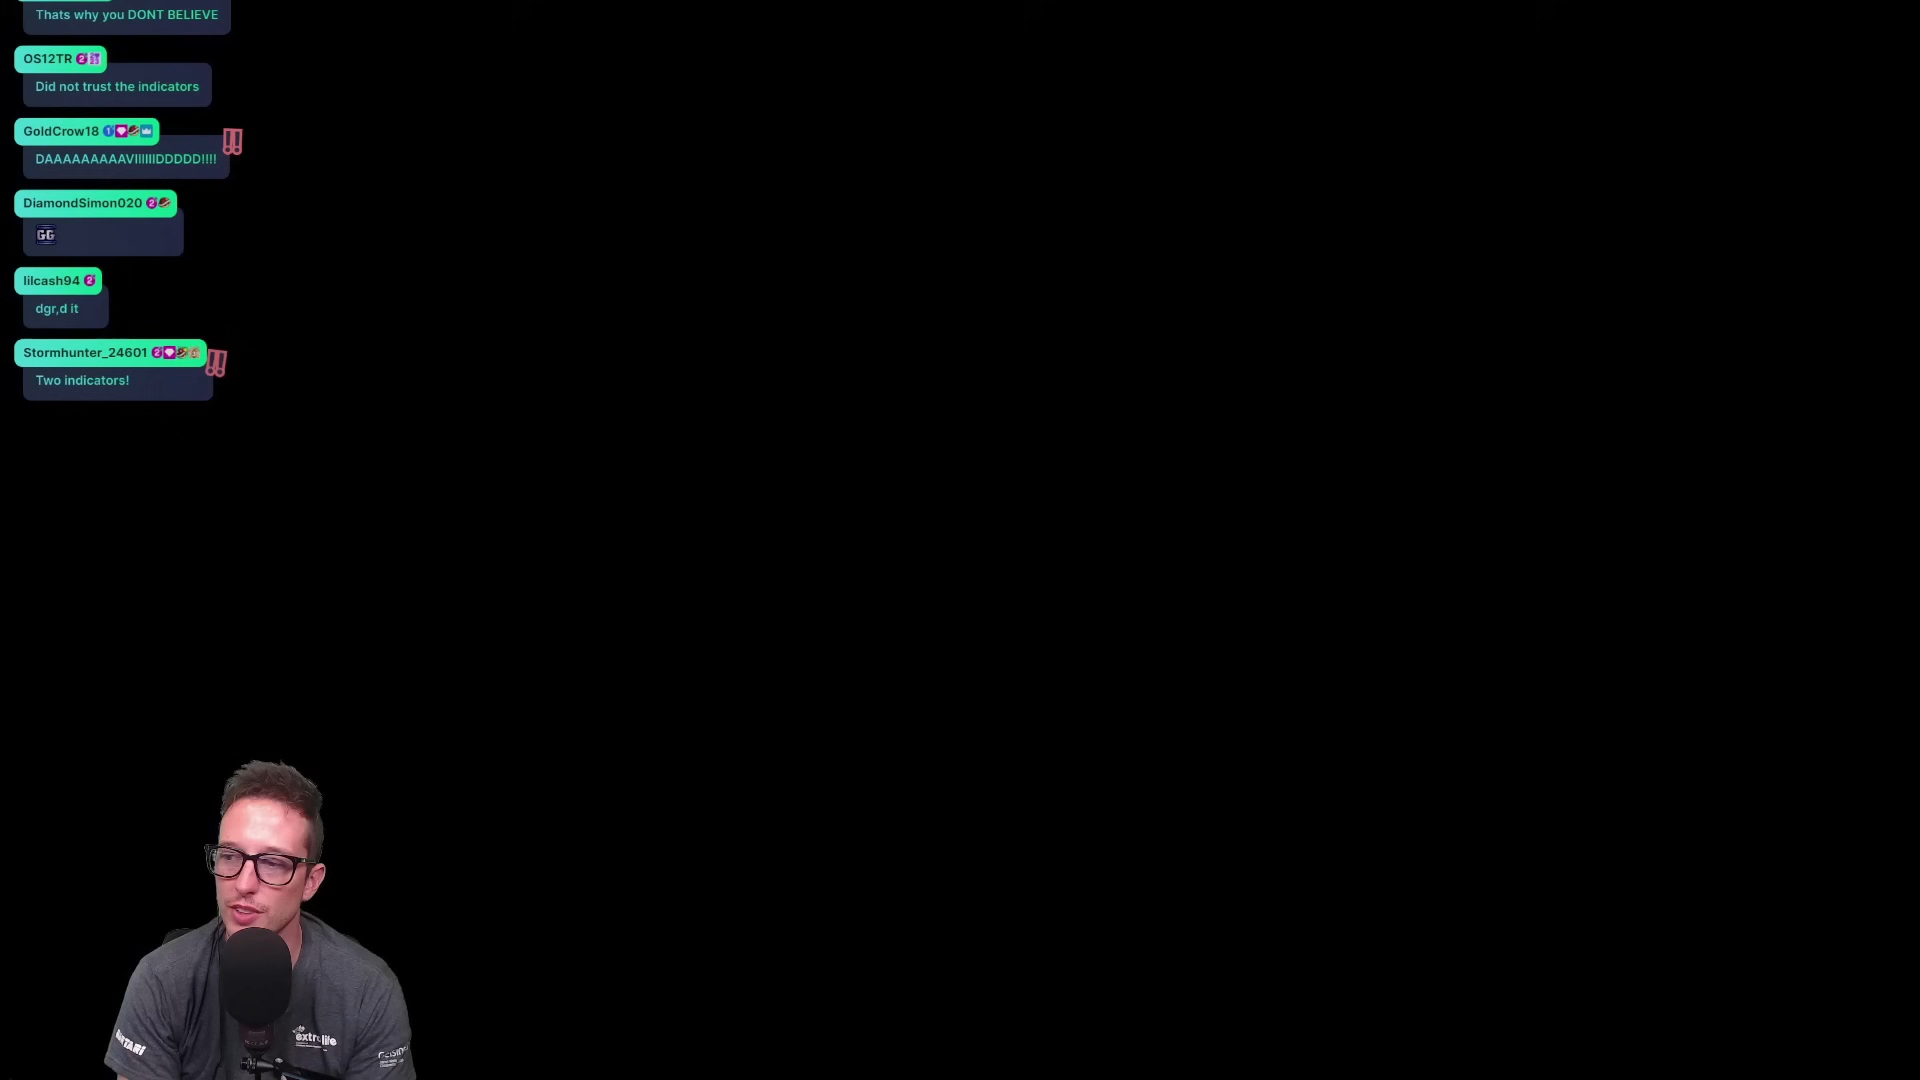 Thats why you DONT BELIEVE
OS12TR
Did not trust the indicators
GoldCrow18
DAAAAAAAAAVIIIIIIDDDDD!!!!
DiamondSimon020
GG
lilcash94
dgr,d it
Stormhunter_24601
Two indicators!
extralife